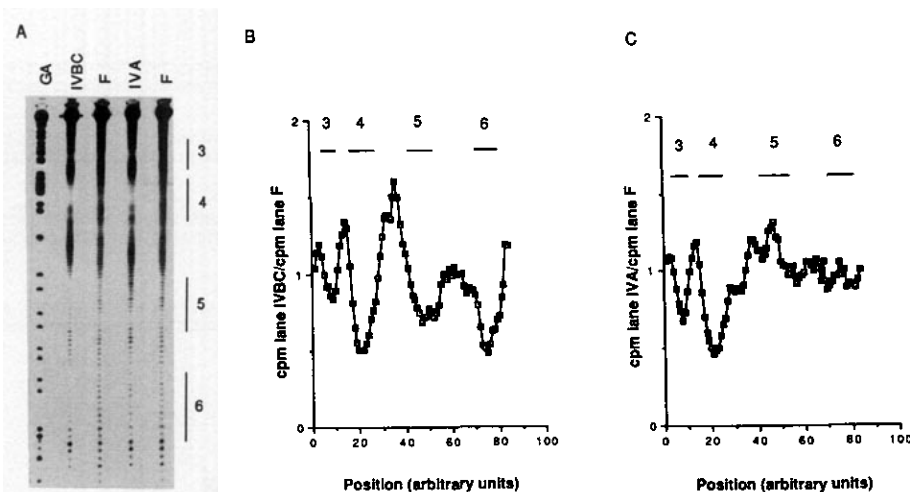 A
GA
IVBC
F
IVA
F
3
4
5
6
B
cpm lane IVBC/cpm lane F
2
1
0
3 4 5 6
0 20 40 60 80 100
Position (arbitrary units)
C
cpm lane IVA/cpm lane F
2
1
0
3 4 5 6
0 20 40 60 80 100
Position (arbitrary units)